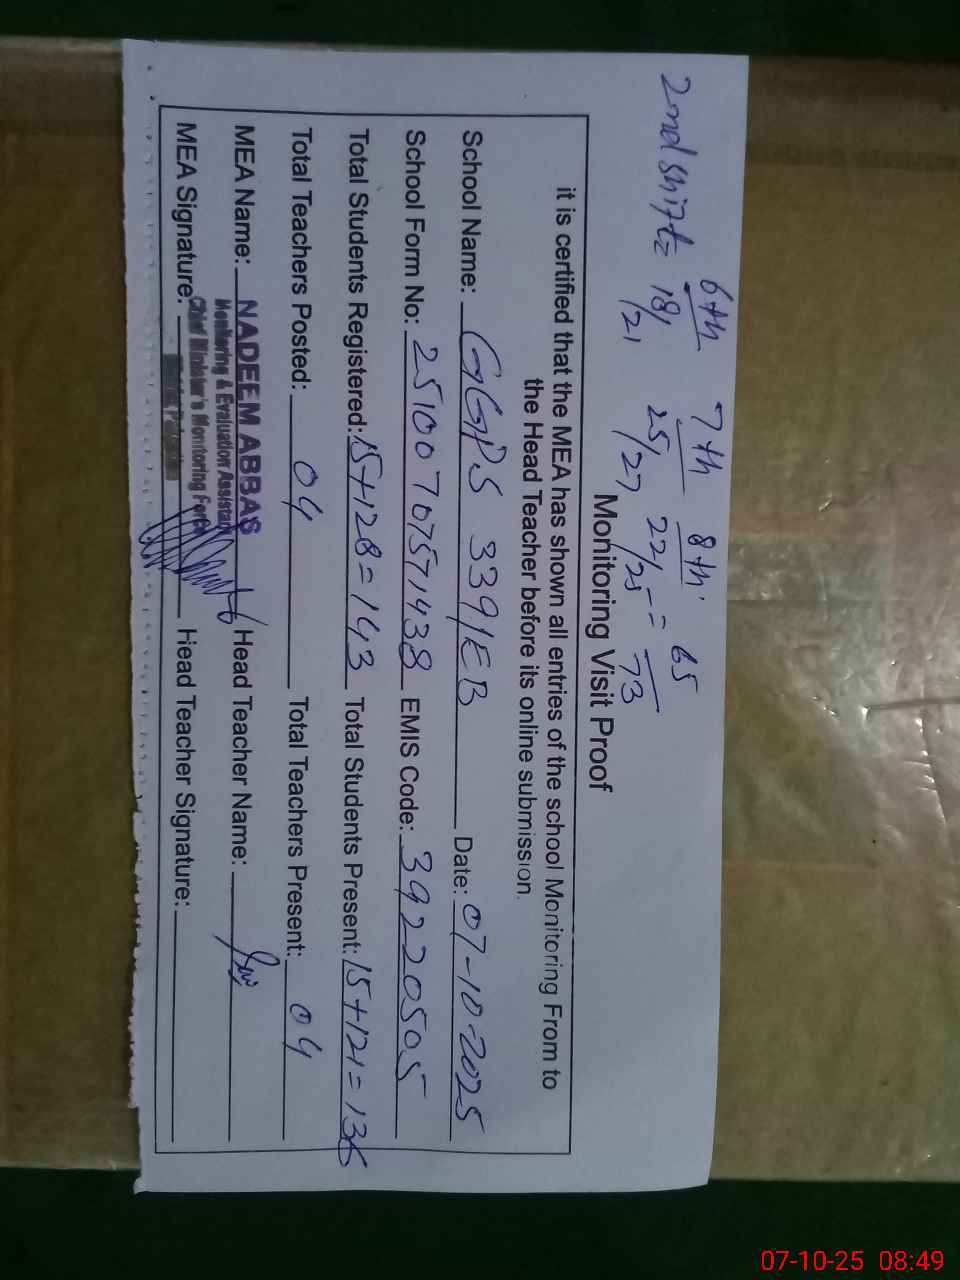 6th 7th 8th 65
2ond shift = 18/21 25/27 22/25 = 73
Monitoring Visit Proof
it is certified that the MEA has shown all entries of the school Monitoring From to
the Head Teacher before its online submission.
School Name: GGPS 339/EB Date: 07-10-2025
School Form No: 25100707571438 EMIS Code: 39220505
Total Students Registered: 15+128=143 Total Students Present: 15+121=136
Total Teachers Posted: 04 Total Teachers Present: 04
MEA Name: NADEEM ABBAS Head Teacher Name:
Monitoring & Evaluation Assistant
MEA Signature: Chief Minister's Monitoring Force Head Teacher Signature:
07-10-25 08:49